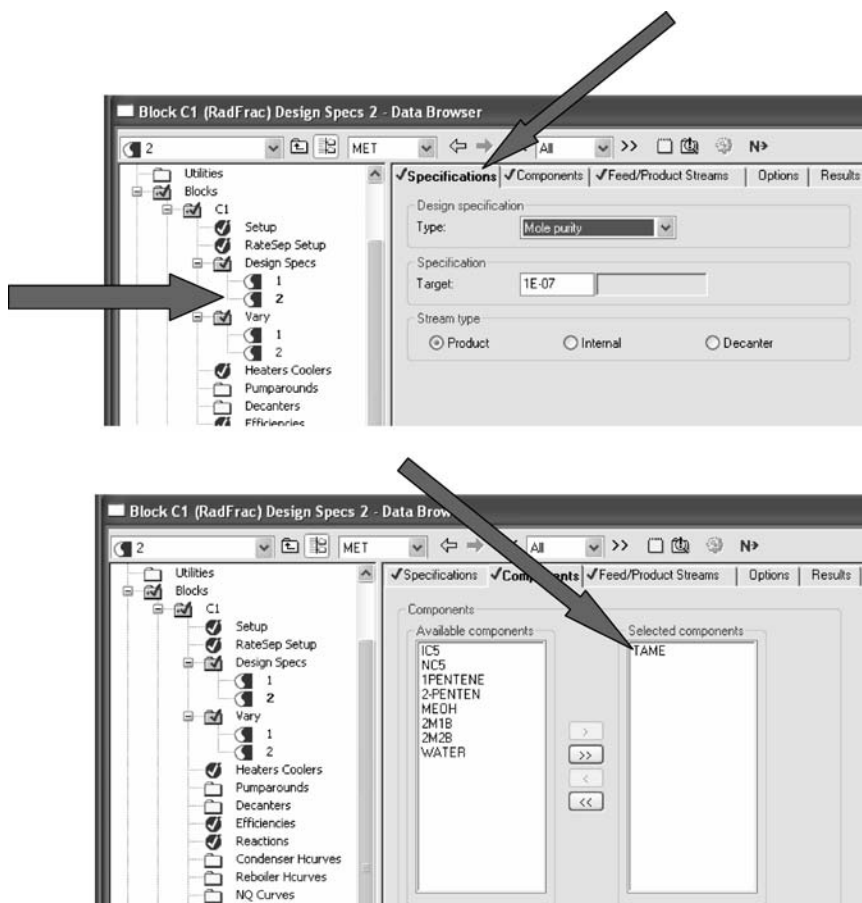 Block C1 (RadFrac) Design Specs 2 - Data Browser
2 MET All >> N>
Utilities
Blocks
C1
Setup
RateSep Setup
Design Specs
1
2
Vary
1
2
Heaters Coolers
Pumparounds
Decanters
Efficiencies
Specifications Components Feed/Product Streams Options Results
Design specification
Type: Mole purity
Specification
Target: 1E-07
Stream type
Product Internal Decanter
Block C1 (RadFrac) Design Specs 2 - Data
2 MET All >> N>
Utilities
Blocks
C1
Setup
RateSep Setup
Design Specs
1
2
Vary
1
2
Heaters Coolers
Pumparounds
Decanters
Efficiencies
Reactions
Condenser Hcurves
Reboiler Hcurves
NQ Curves
Specifications Components Feed/Product Streams Options Results
Components
Available components
IC5
NC5
1PENTENE
2-PENTEN
MEOH
2M1B
2M2B
WATER
>
>>
<
<<
Selected components
TAME